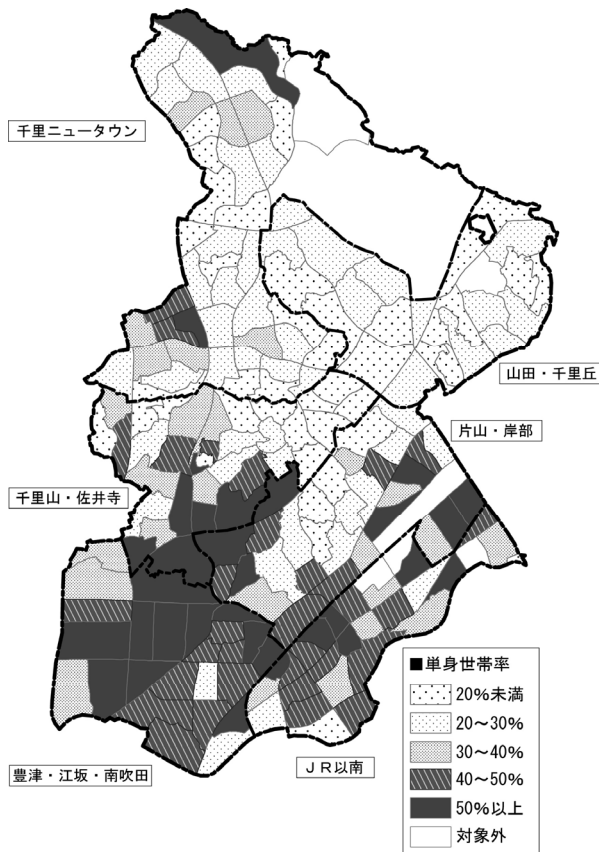 千里ニュータウン
山田・千里丘
片山・岸部
千里山・佐井寺
豊津・江坂・南吹田
ＪＲ以南
■単身世帯率
20％未満
20～30％
30～40％
40～50％
50％以上
対象外